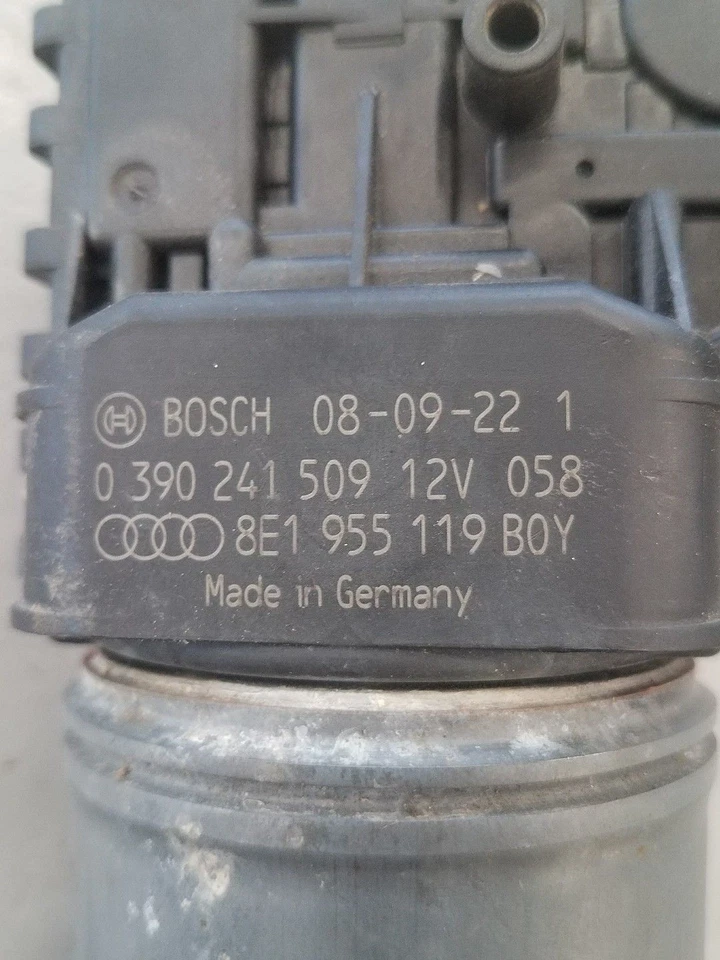 BOSCH 08-09-22 1
0 390 241 509 12V 058
8E1 955 119 B0Y
Made in Germany